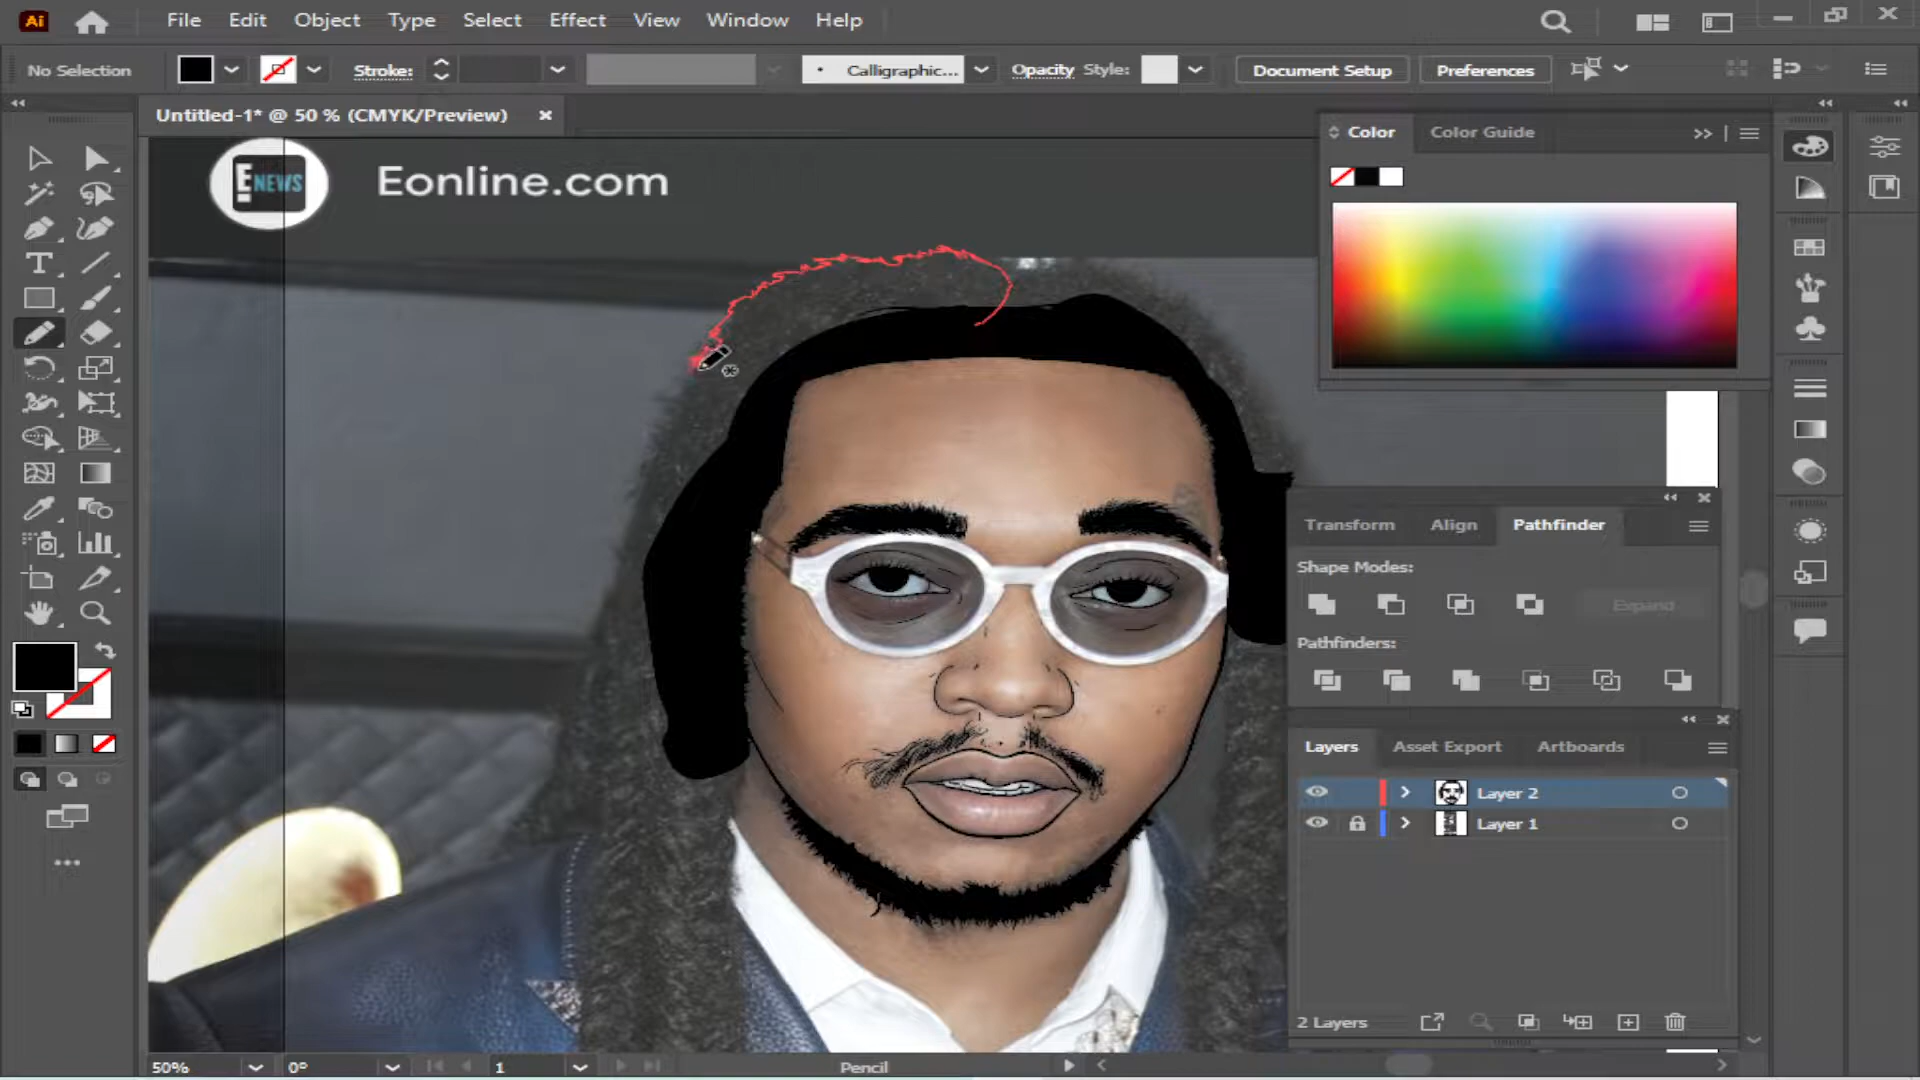 Ai
File Edit Object Type Select Effect View Window Help
No Selection Stroke: Calligraphic... Opacity Style: Document Setup Preferences
Untitled-1* @ 50 % (CMYK/Preview)
E NEWS
Eonline.com
Color Color Guide
Transform Align Pathfinder
Shape Modes:
Expand
Pathfinders:
Layers Asset Export Artboards
Layer 2
Layer 1
2 Layers
50% 0° 1 Pencil